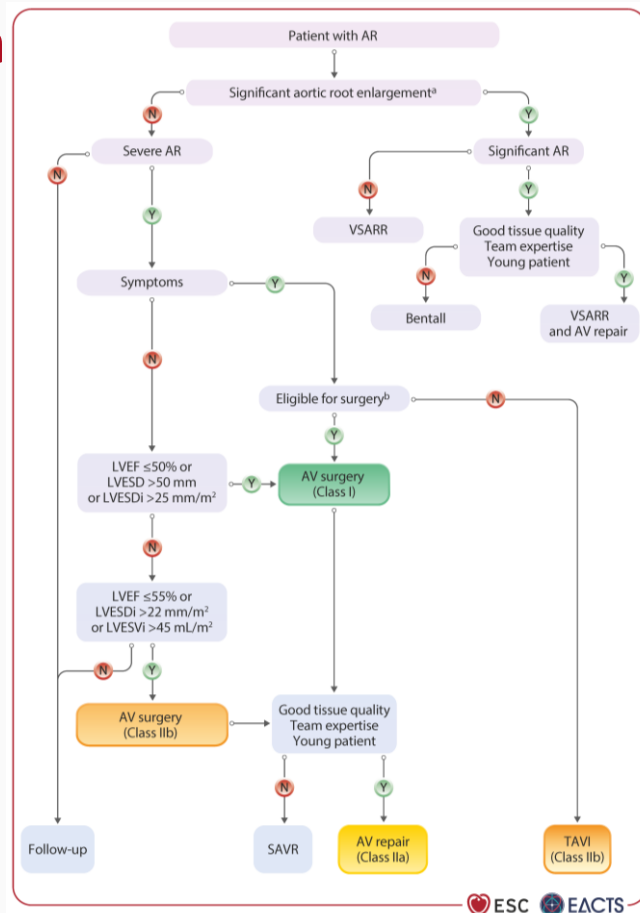 Patient with AR
Significant aortic root enlargementᵃ
N
Y
Severe AR
Significant AR
N
Y
N
Y
VSARR
Good tissue quality
Team expertise
Young patient
N
Y
Bentall
VSARR
and AV repair
Symptoms
Y
N
Eligible for surgeryᵇ
N
Y
LVEF ≤50% or
LVESD >50 mm
or LVESDi >25 mm/m²
Y
AV surgery
(Class I)
N
LVEF ≤55% or
LVESDi >22 mm/m²
or LVESVi >45 mL/m²
N
Y
AV surgery
(Class IIb)
Good tissue quality
Team expertise
Young patient
N
Y
Follow-up
SAVR
AV repair
(Class IIa)
TAVI
(Class IIb)
ESC EACTS